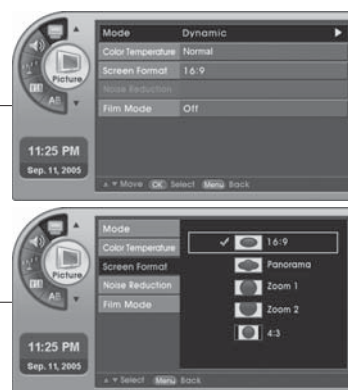 Mode Dynamic
Color Temperature Normal
Screen Format 16:9
Noise Reduction
Film Mode Off
Picture
AB
11:25 PM
Sep. 11, 2005
▲ ▼ Move OK Select Menu Back
Mode
Color Temperature
Screen Format
Noise Reduction
Film Mode
✓ 16:9
Panorama
Zoom 1
Zoom 2
4:3
Picture
AB
11:25 PM
Sep. 11, 2005
▲ ▼ Select Menu Back